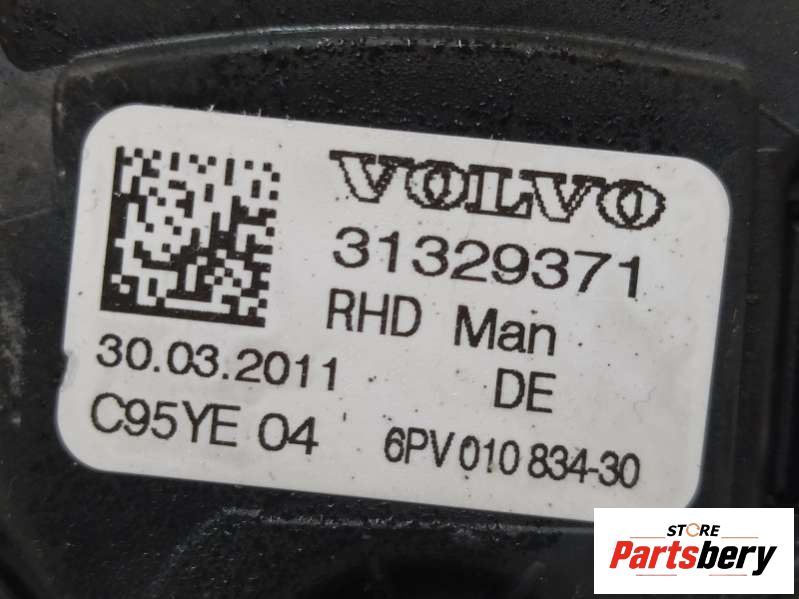 VOLVO
31329371
RHD Man
30.03.2011 DE
C95YE 04 6PV 010 834-30
STORE
Partsbery